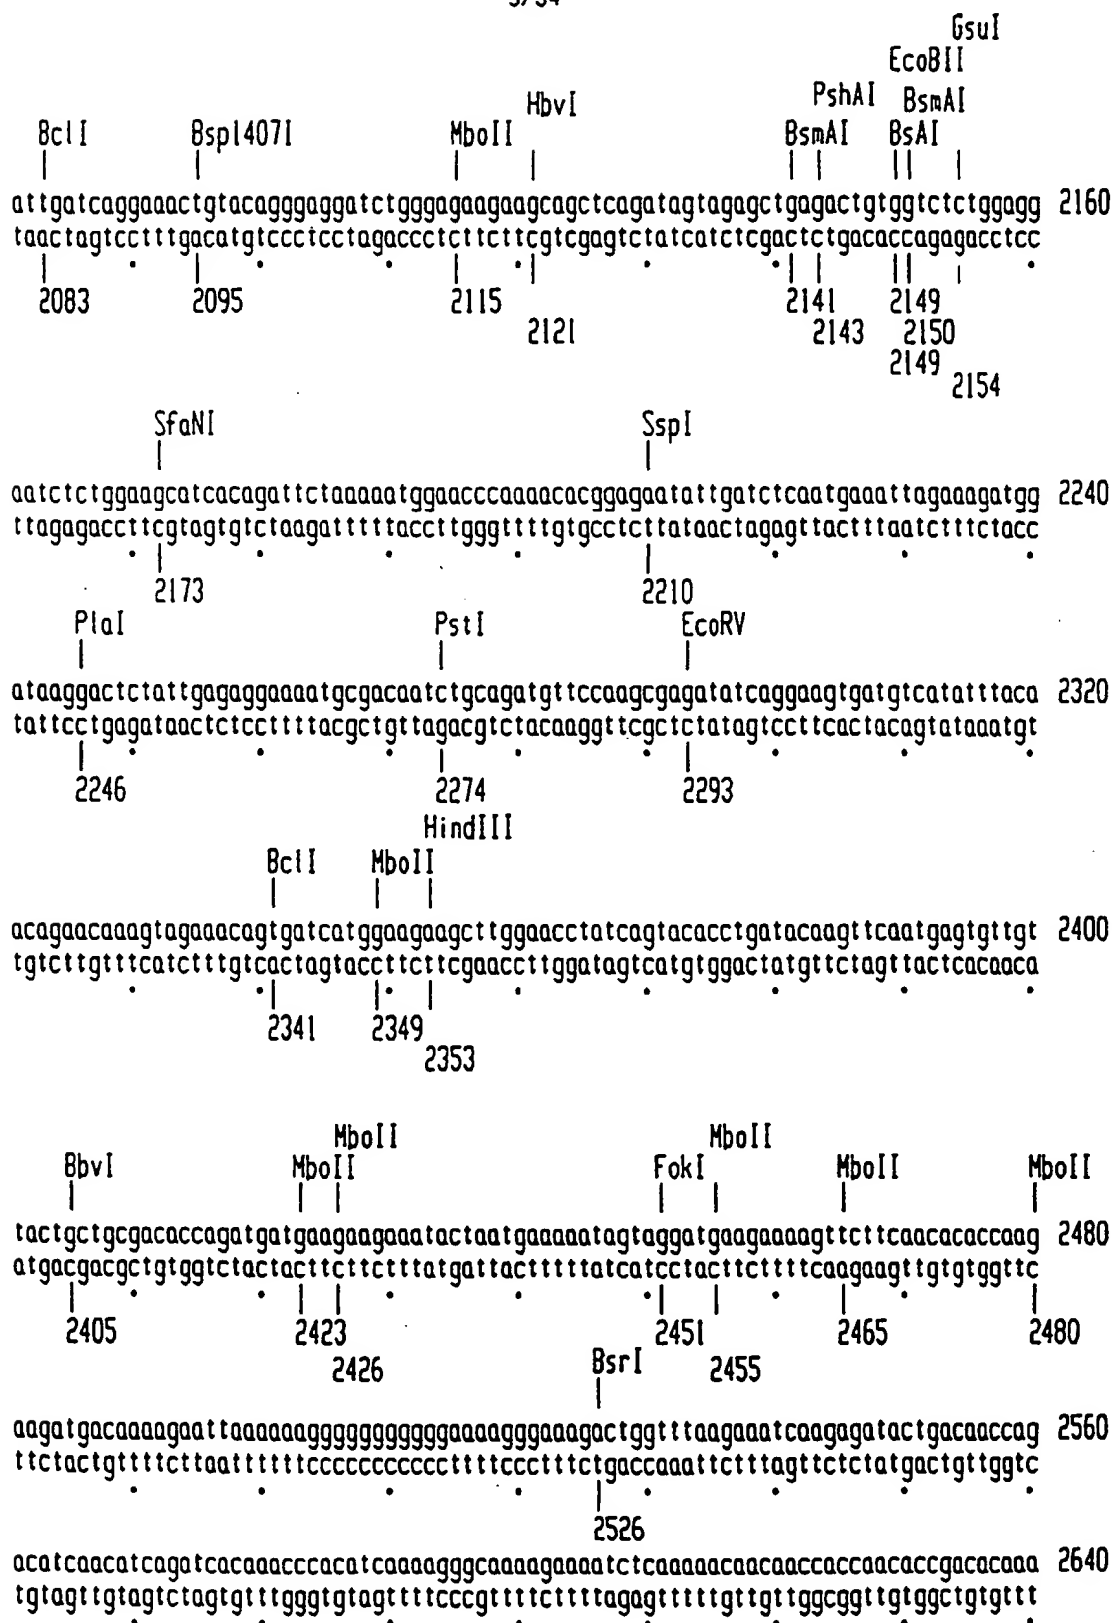 GsuI
EcoBII
HbvI PshAI BsmAI
BclI Bsp1407I MboII BsmAI BsAI
attgatcaggaaactgtacagggaggatctgggagaagaagcagctcagatagtagagctgagactgtggtctctggagg 2160
taactagtcctttgacatgtccctcctagaccctcttcttcgtcgagtctatcatctcgactctgacaccagagacctcc
2083 2095 2115 2141 2149
2121 2143 2150
2149
2154
SfaNI SspI
aatctctggaagcatcacagattctaaaaatggaacccaaaacacggagaatattgatctcaatgaaattagaaagatgg 2240
ttagagaccttcgtagtgtctaagatttttaccttgggttttgtgcctcttataactagagttactttaatctttctacc
2173 2210
PlaI PstI EcoRV
ataaggactctattgagaggaaaatgcgacaatctgcagatgttccaagcgagatatcaggaagtgatgtcatatttaca 2320
tattcctgagataactctccttttacgctgttagacgtctacaaggttcgctctatagtccttcactacagtataaatgt
2246 2274 2293
HindIII
BclI MboII
acagaacaaagtagaaacagtgatcatggaagaagcttggaacctatcagtacacctgatacaagttcaatgagtgttgt 2400
tgtcttgtttcatctttgtcactagtaccttcttcgaaccttggatagtcatgtggactatgttctagttactcacaaca
2341 2349
2353
MboII MboII
BbvI MboII FokI MboII MboII
tactgctgcgacaccagatgatgaagaagaaatactaatgaaaaatagtaggatgaagaaaagttcttcaacacaccaag 2480
atgacgacgctgtggtctactacttcttctttatgattactttttatcatcctacttcttttcaagaagttgtgtggttc
2405 2423 2451 2465 2480
2426 2455
BsrI
aagatgacaaaagaattaaaaaagggggggggggaaaagggaaagactggtttaagaaatcaagagatactgacaaccag 2560
ttctactgttttcttaattttttcccccccccccttttccctttctgaccaaattctttagttctctatgactgttggtc
2526
acatcaacatcagatcacaaacccacatcaaaagggcaaaagaaaatctcaaaaacaacaaccaccaacaccgacacaaa 2640
tgtagttgtagtctagtgtttgggtgtagttttcccgttttcttttagagtttttgttgttggcggttgtggctgtgttt